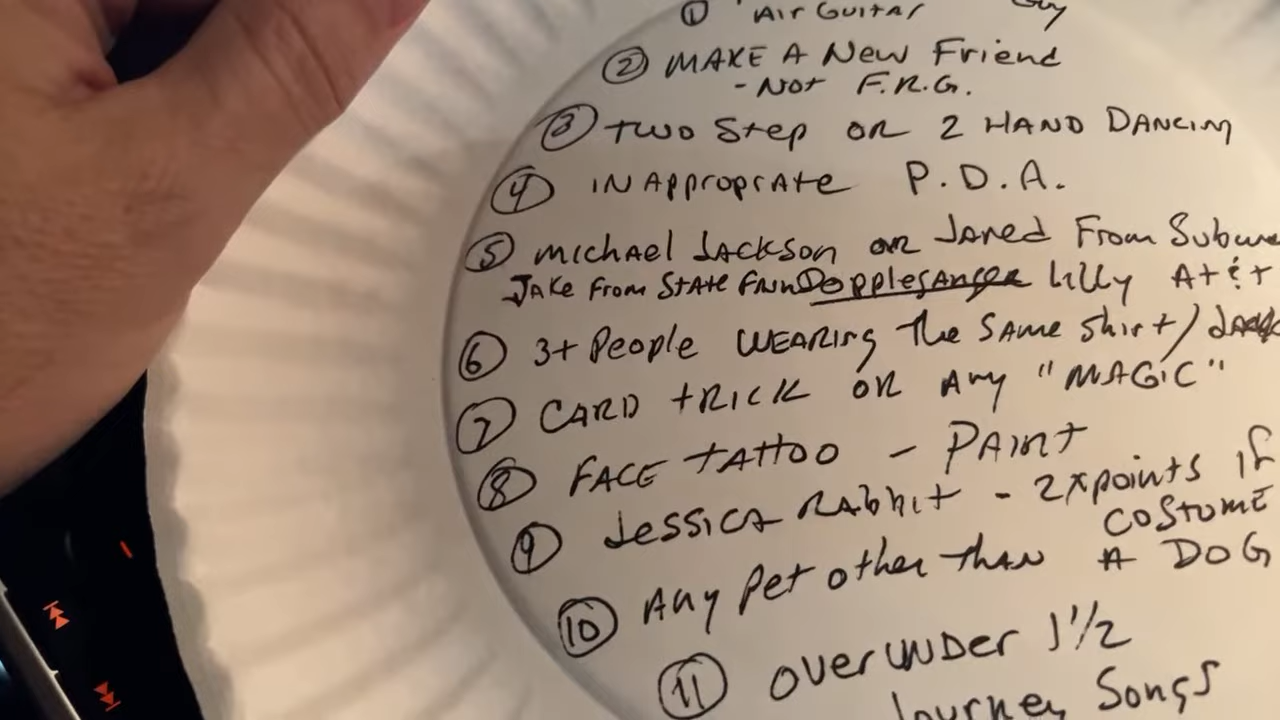 ① Air Guitar Guy
② MAKE A New Friend
- Not F.R.G.
③ Two Step or 2 HAND DANCING
④ INApproprate P.D.A.
⑤ Michael Jackson or Jared From
Jake From State Farm Doppleganger Lilly At&t
⑥ 3+ People WEARING the SAME Shirt/
⑦ CARD tRICK OR Any "MAGIC"
⑧ FACE tAttOO - PAINT
⑨ Jessica Rabbit - 2x points if
COStUME
⑩ Any Pet other than A DOG
⑪ OVER UNDER 1 1/2
Journey Songs